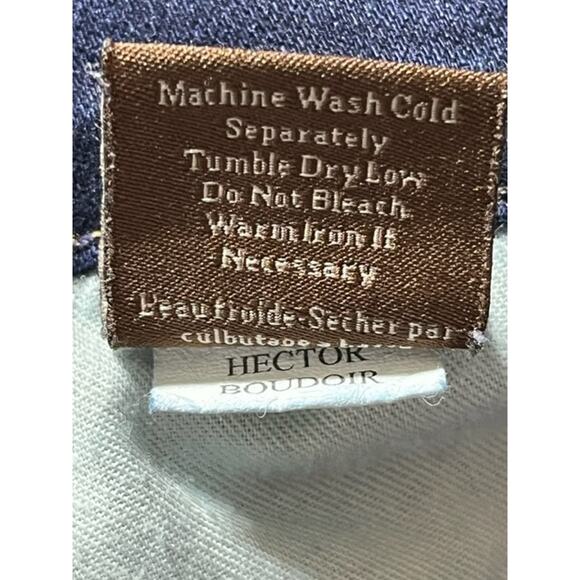 Machine Wash Cold
Separately
Tumble Dry Low
Do Not Bleach
Warm Iron If
Necessary
L'eau froide-Secher par
culbutage
HECTOR
BOUDOIR